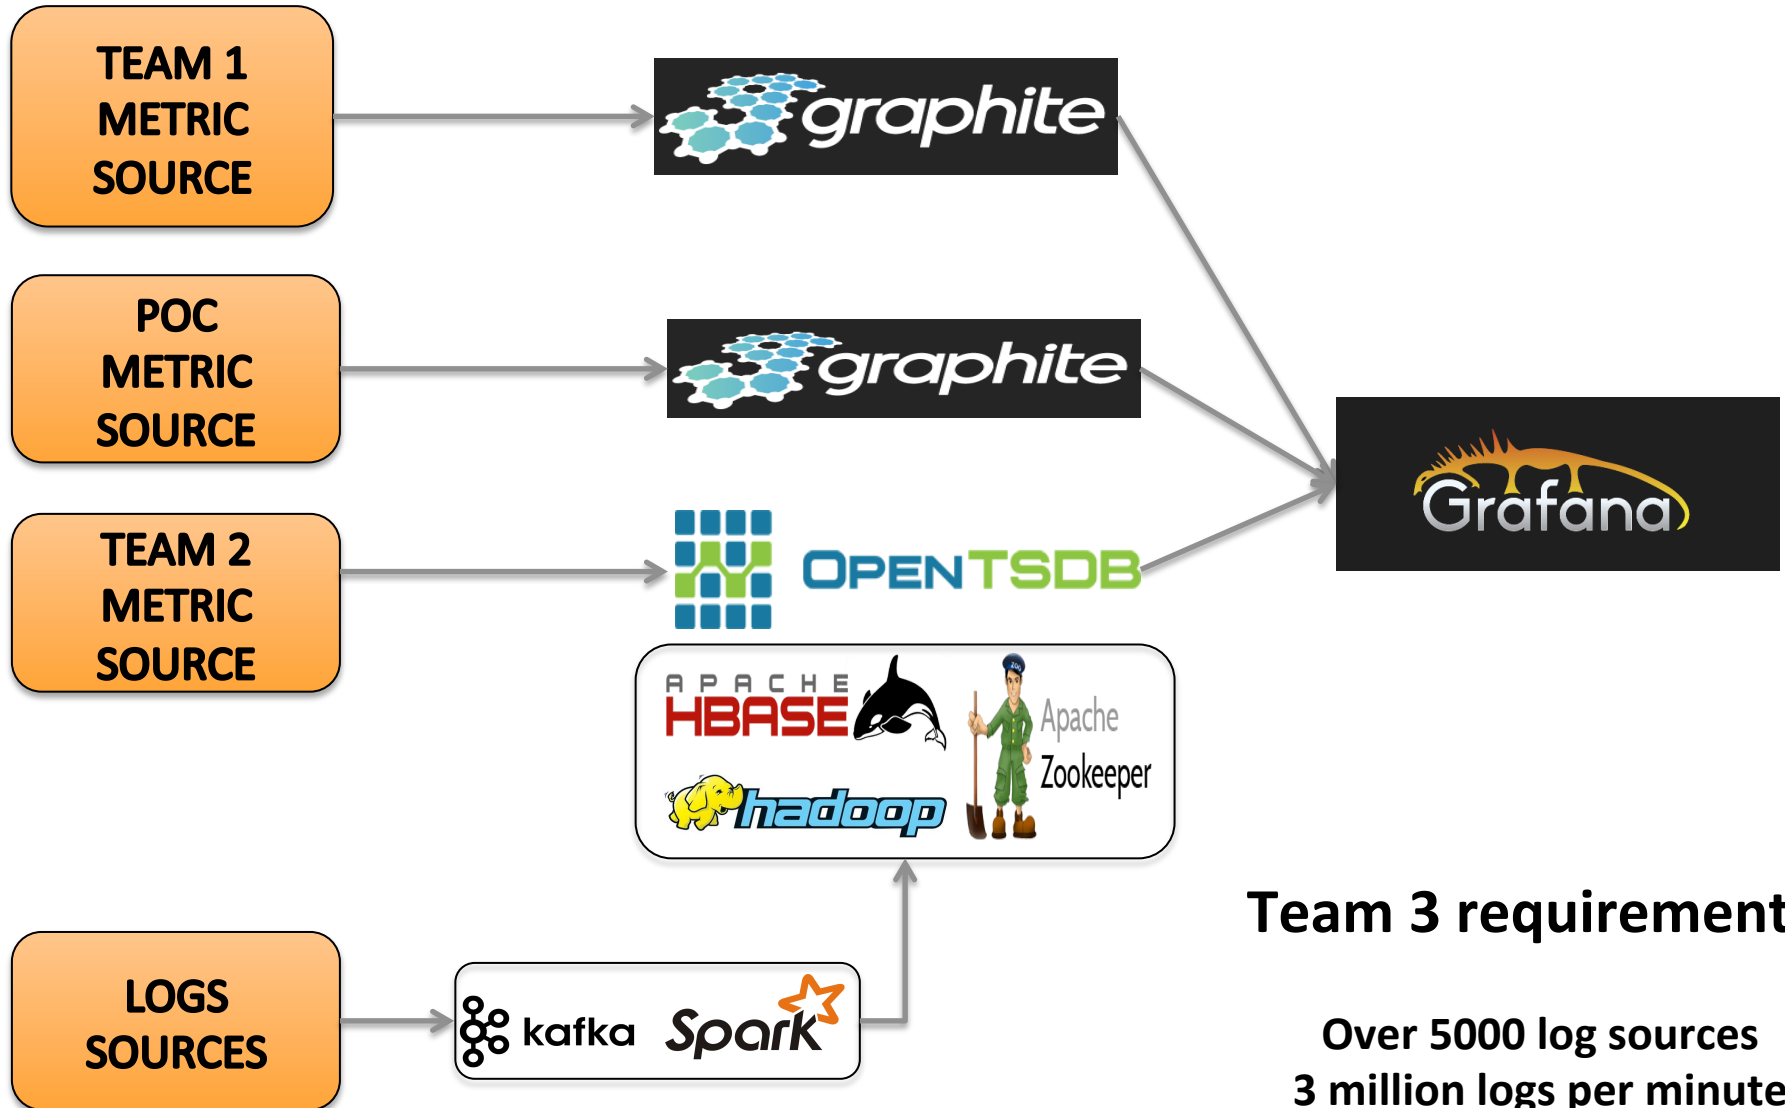 TEAM 1
METRIC
SOURCE
graphite
POC
METRIC
SOURCE
graphite
Grafana
TEAM 2
METRIC
SOURCE
OPENTSDB
APACHE
HBASE
ZOO
Apache
Zookeeper
hadoop
Team 3 requirement
LOGS
SOURCES
kafka
Spark
Over 5000 log sources
3 million logs per minute